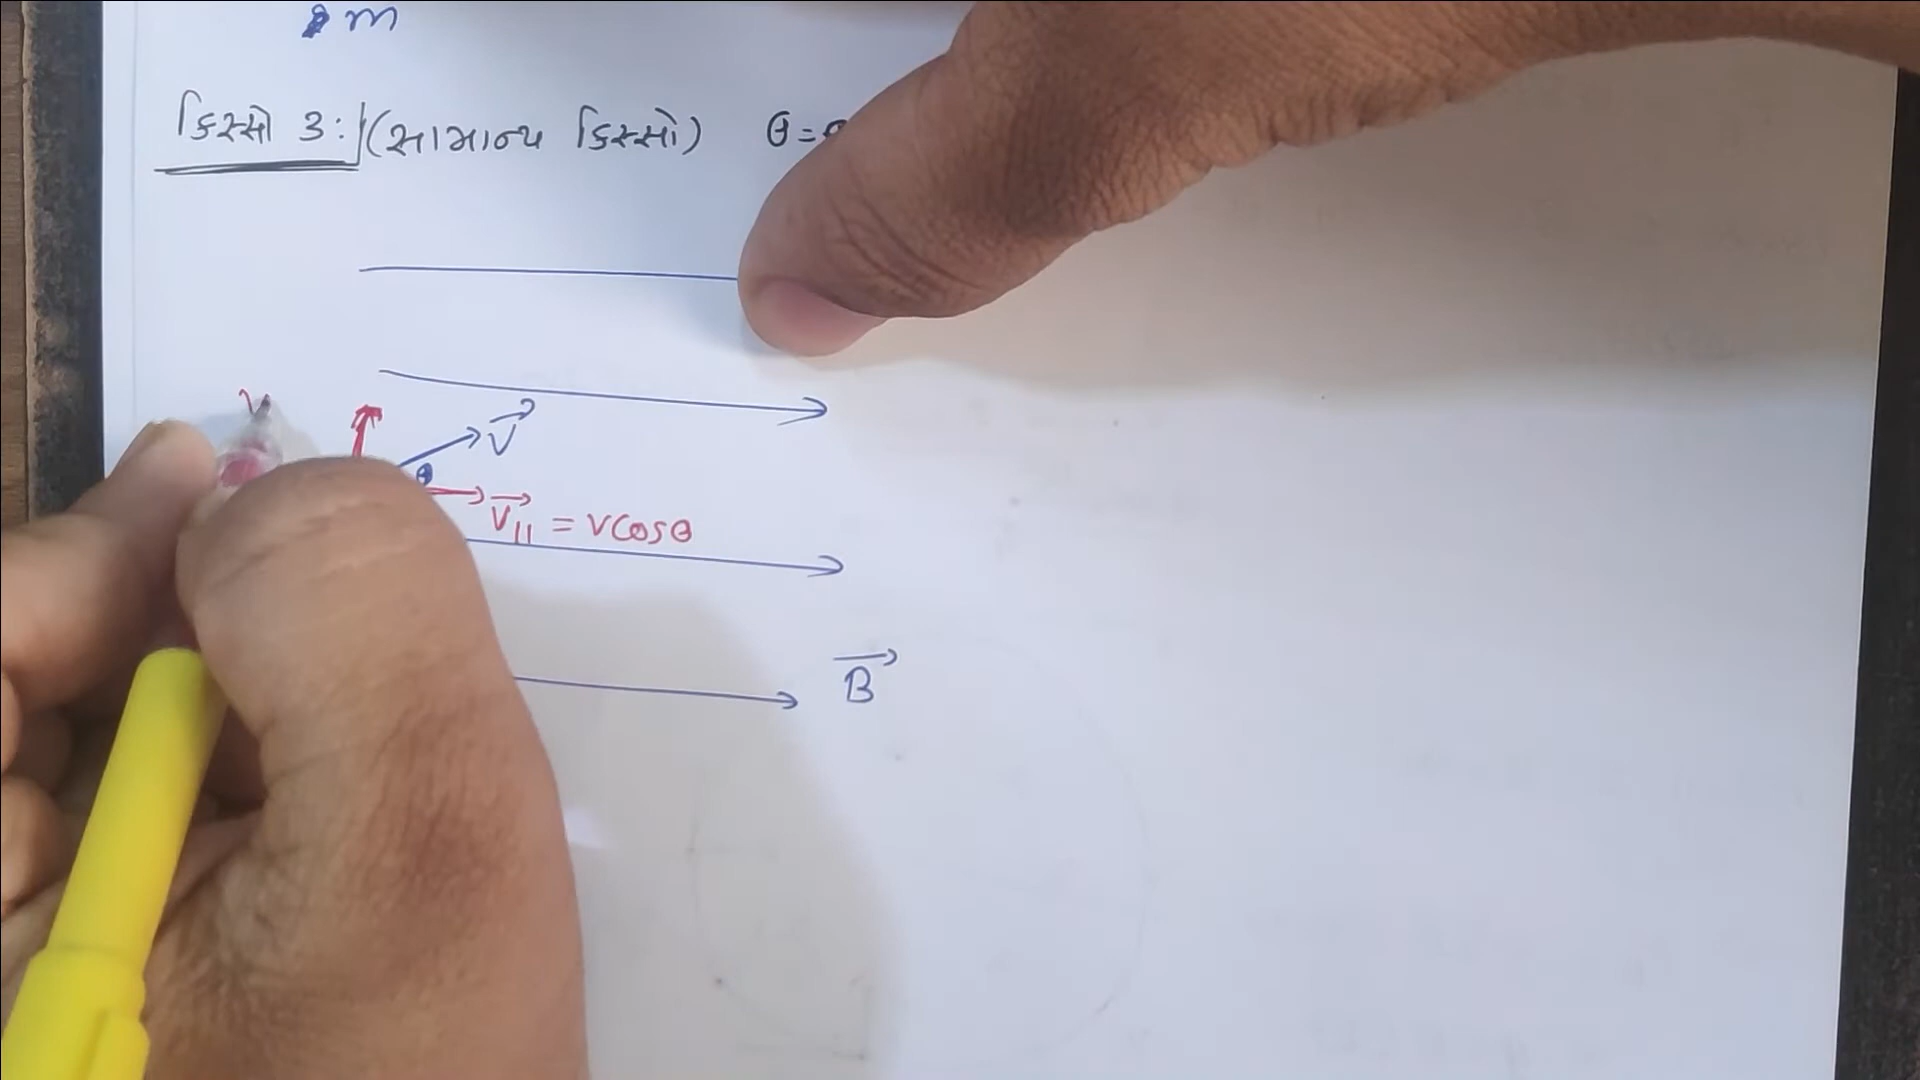 m
કિસ્સો 3: (સામાન્ય કિસ્સો) θ=
V
V
θ
V|| = Vcosθ
B